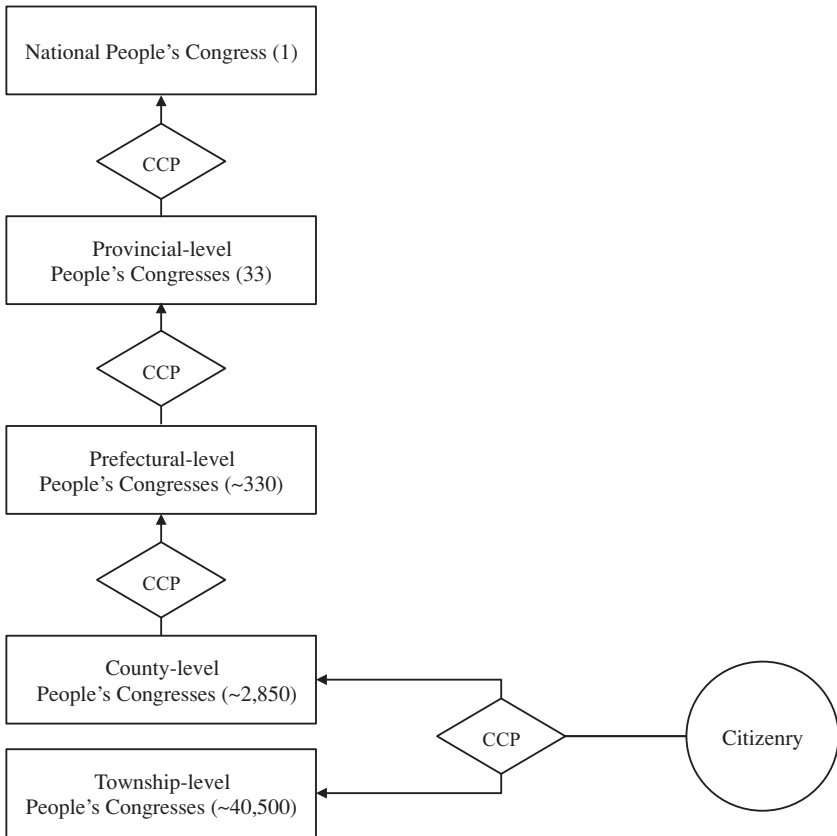 National People’s Congress (1)
CCP
Provincial-level
People’s Congresses (33)
CCP
Prefectural-level
People’s Congresses (~330)
CCP
County-level
People’s Congresses (~2,850)
CCP
Citizenry
Township-level
People’s Congresses (~40,500)